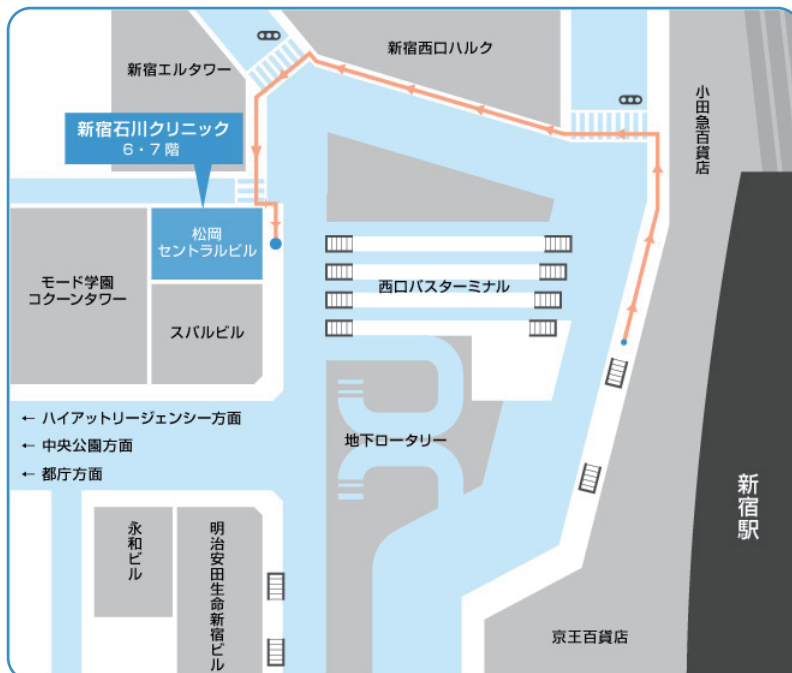 新宿エルタワー
新宿西口ハルク
小田急百貨店
新宿石川クリニック
6・7階
松岡
セントラルビル
モード学園
コクーンタワー
スバルビル
西口バスターミナル
← ハイアットリージェンシー方面
← 中央公園方面
← 都庁方面
地下ロータリー
新宿駅
永和ビル
明治安田生命新宿ビル
京王百貨店